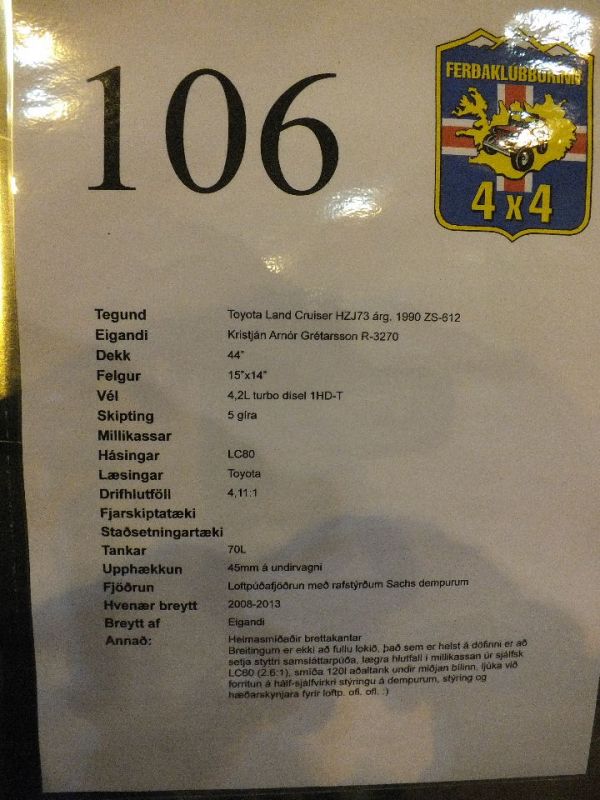 106
FERÐAKLÚBBURINN
4 x 4
Tegund Toyota Land Cruiser HZJ73 árg. 1990 ZS-612
Eigandi Kristján Arnór Grétarsson R-3270
Dekk 44"
Felgur 15"x14"
Vél 4,2L turbo dísel 1HD-T
Skipting 5 gíra
Millikassar
Hásingar LC80
Læsingar Toyota
Drifhlutföll 4,11:1
Fjarskiptatæki
Staðsetningartæki
Tankar 70L
Upphækkun 45mm á undirvagni
Fjöðrun Loftpúðafjöðrun með rafstýrðum Sachs dempurum
Hvenær breytt 2008-2013
Breytt af Eigandi
Annað: Heimasmíðaðir brettakantar
Breitingum er ekki að fullu lokið, það sem er helst á döfinni er að
setja styttri samsláttarpúða, lægra hlutfall í millikassan úr sjálfsk
LC60 (2.6:1), smíða 120l aðaltank undir miðjan bílinn, ljúka við
forritun á hálf-sjálfvirkri stýringu á dempurum, stýring og
hæðarskynjara fyrir loftp. ofl. ofl. :)